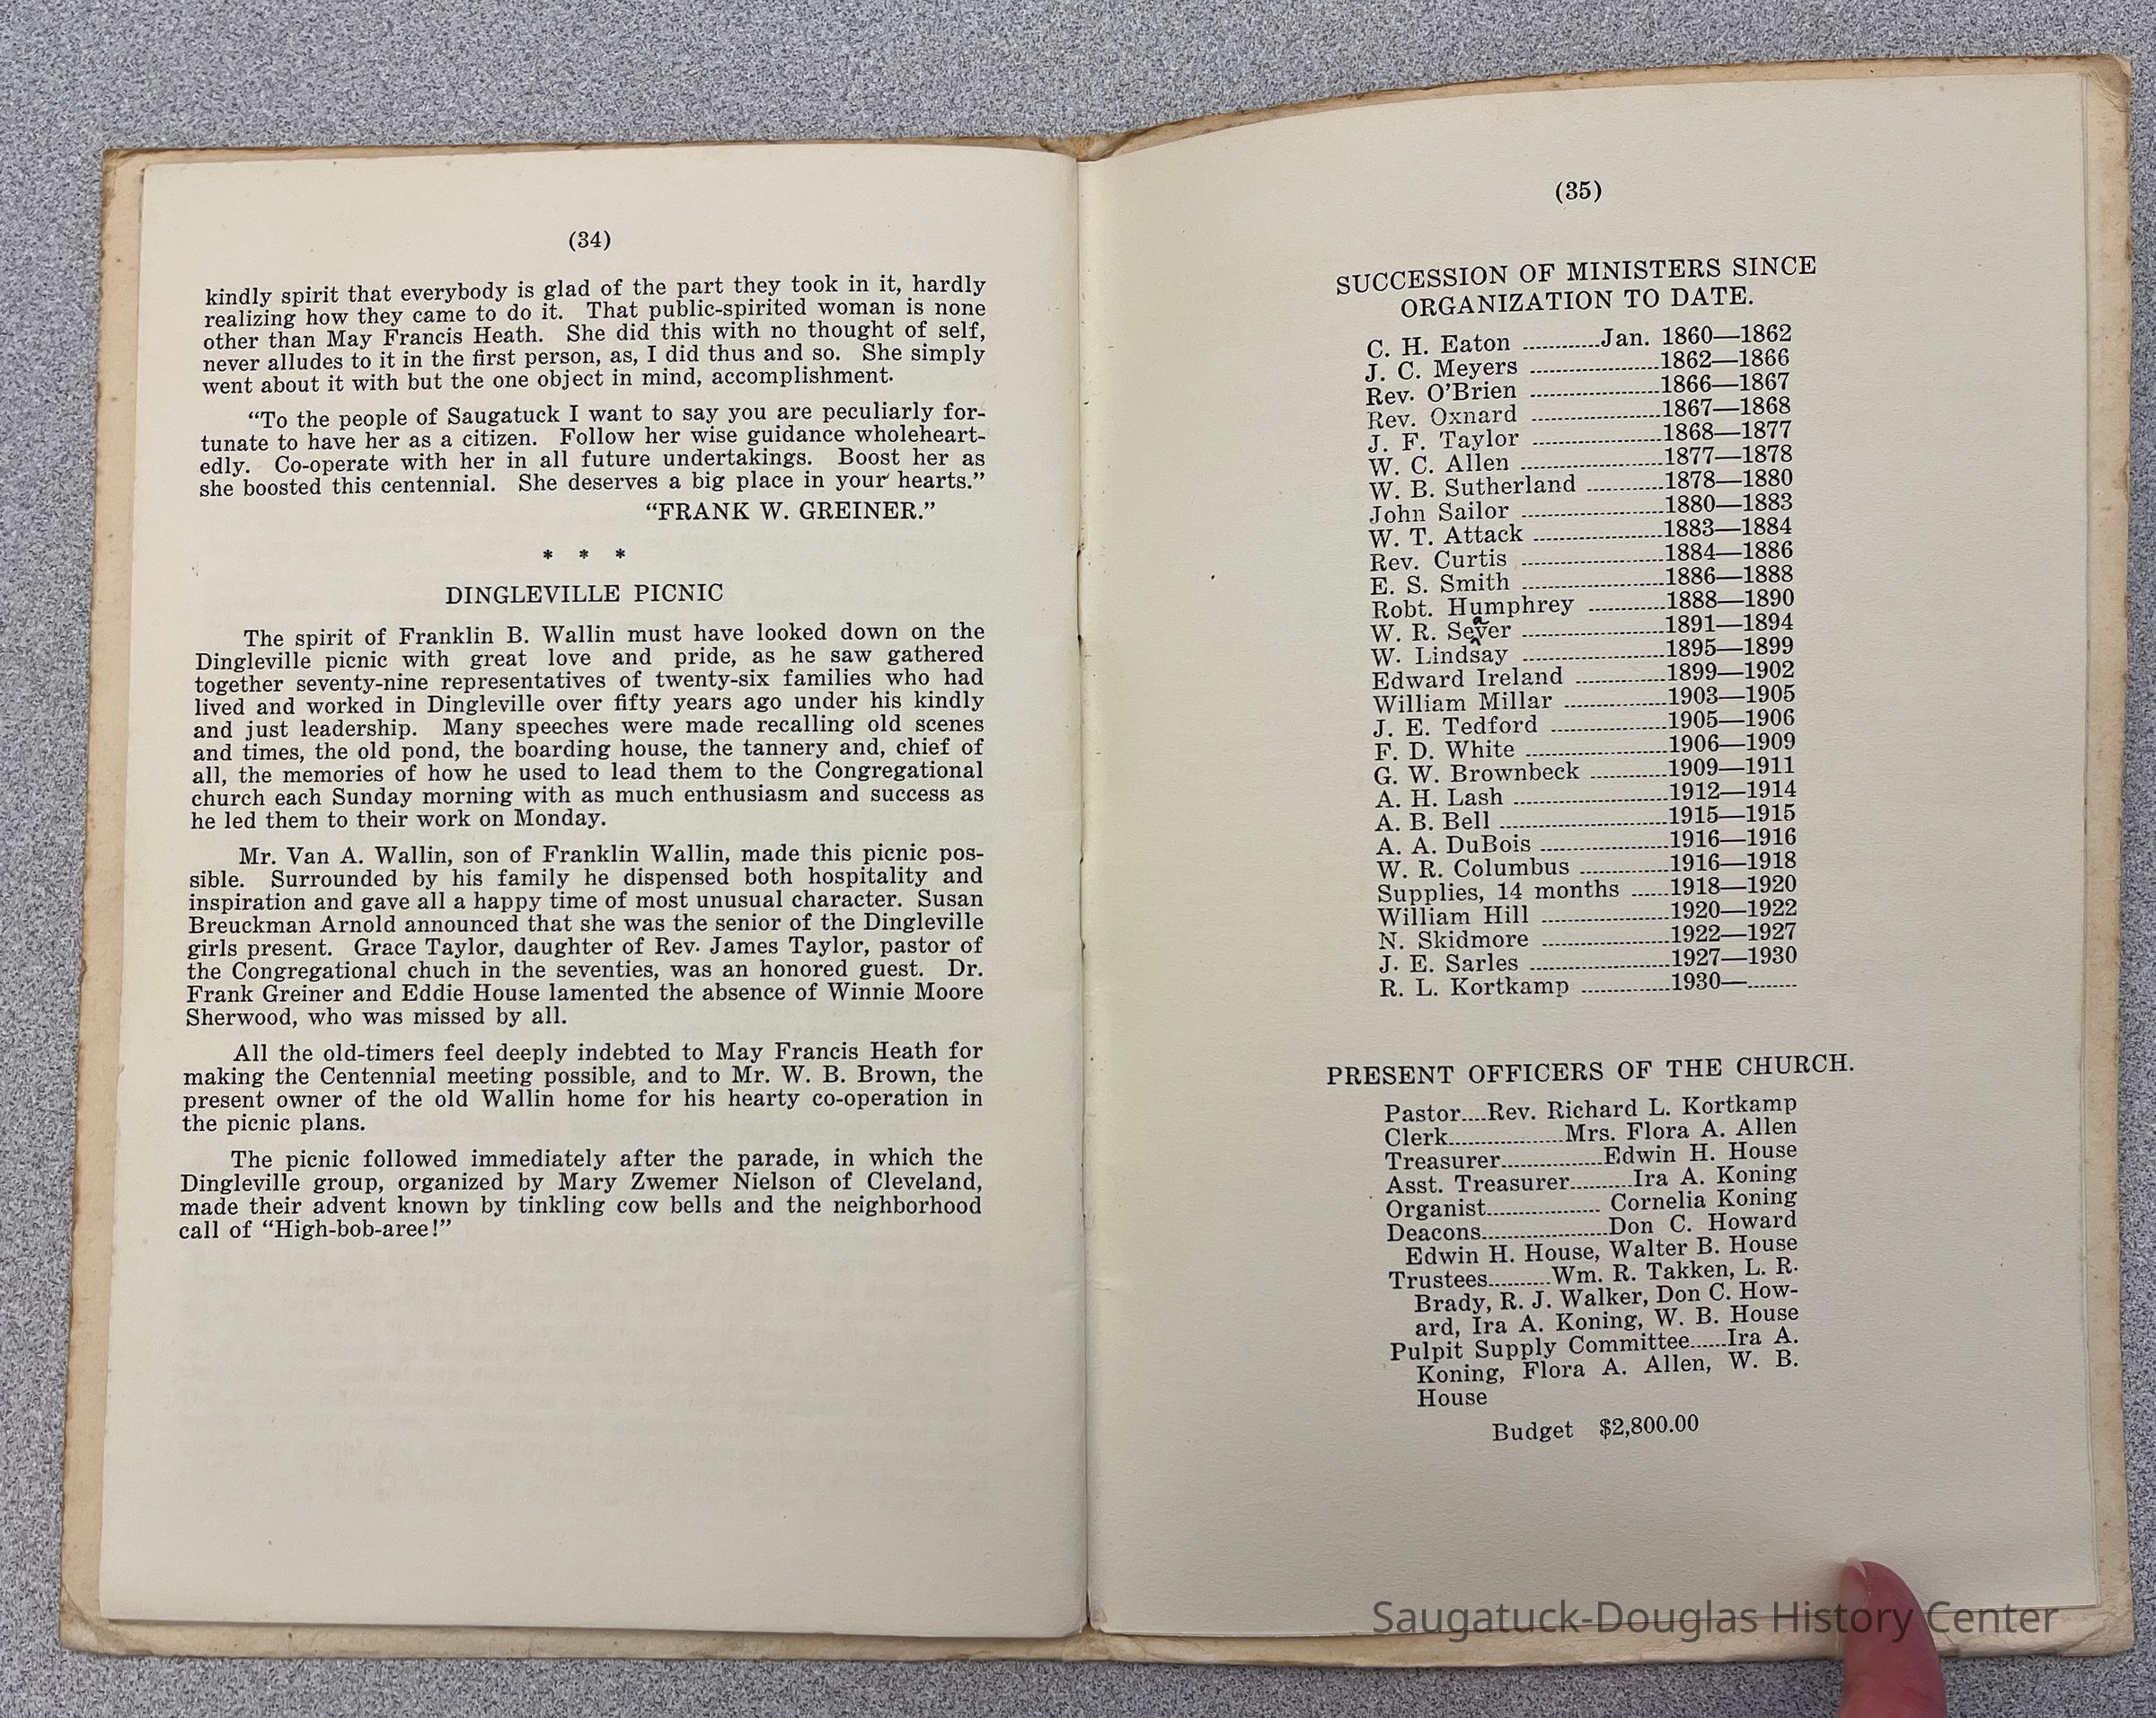 (34)
kindly spirit that everybody is glad of the part they took in it, hardly
realizing how they came to do it. That public-spirited woman is none
other than May Francis Heath. She did this with no thought of self,
never alludes to it in the first person, as, I did thus and so. She simply
went about it with but the one object in mind, accomplishment.
“To the people of Saugatuck I want to say you are peculiarly for-
tunate to have her as a citizen. Follow her wise guidance wholeheart-
edly. Co-operate with her in all future undertakings. Boost her as
she boosted this centennial. She deserves a big place in your hearts.”
“FRANK W. GREINER.”
* * *
DINGLEVILLE PICNIC
The spirit of Franklin B. Wallin must have looked down on the
Dingleville picnic with great love and pride, as he saw gathered
together seventy-nine representatives of twenty-six families who had
lived and worked in Dingleville over fifty years ago under his kindly
and just leadership. Many speeches were made recalling old scenes
and times, the old pond, the boarding house, the tannery and, chief of
all, the memories of how he used to lead them to the Congregational
church each Sunday morning with as much enthusiasm and success as
he led them to their work on Monday.
Mr. Van A. Wallin, son of Franklin Wallin, made this picnic pos-
sible. Surrounded by his family he dispensed both hospitality and
inspiration and gave all a happy time of most unusual character. Susan
Breuckman Arnold announced that she was the senior of the Dingleville
girls present. Grace Taylor, daughter of Rev. James Taylor, pastor of
the Congregational chuch in the seventies, was an honored guest. Dr.
Frank Greiner and Eddie House lamented the absence of Winnie Moore
Sherwood, who was missed by all.
All the old-timers feel deeply indebted to May Francis Heath for
making the Centennial meeting possible, and to Mr. W. B. Brown, the
present owner of the old Wallin home for his hearty co-operation in
the picnic plans.
The picnic followed immediately after the parade, in which the
Dingleville group, organized by Mary Zwemer Nielson of Cleveland,
made their advent known by tinkling cow bells and the neighborhood
call of “High-bob-aree!”
(35)
SUCCESSION OF MINISTERS SINCE
ORGANIZATION TO DATE.
C. H. Eaton ............Jan. 1860—1862
J. C. Meyers ....................1862—1866
Rev. O'Brien ....................1866—1867
Rev. Oxnard ....................1867—1868
J. F. Taylor ....................1868—1877
W. C. Allen ......................1877—1878
W. B. Sutherland ............1878—1880
John Sailor ......................1880—1883
W. T. Attack ....................1883—1884
Rev. Curtis ......................1884—1886
E. S. Smith ......................1886—1888
Robt. Humphrey ............1888—1890
a
W. R. Sever ......................1891—1894
W. Lindsay ......................1895—1899
Edward Ireland ..............1899—1902
William Millar ................1903—1905
J. E. Tedford ..................1905—1906
F. D. White ......................1906—1909
G. W. Brownbeck ............1909—1911
A. H. Lash ........................1912—1914
A. B. Bell ..........................1915—1915
A. A. DuBois ....................1916—1916
W. R. Columbus ..............1916—1918
Supplies, 14 months ......1918—1920
William Hill ....................1920—1922
N. Skidmore ....................1922—1927
J. E. Sarles ......................1927—1930
R. L. Kortkamp ..............1930—........
PRESENT OFFICERS OF THE CHURCH.
Pastor....Rev. Richard L. Kortkamp
Clerk..................Mrs. Flora A. Allen
Treasurer................Edwin H. House
Asst. Treasurer..........Ira A. Koning
Organist.................. Cornelia Koning
Deacons....................Don C. Howard
Edwin H. House, Walter B. House
Trustees..........Wm. R. Takken, L. R.
Brady, R. J. Walker, Don C. How-
ard, Ira A. Koning, W. B. House
Pulpit Supply Committee......Ira A.
Koning, Flora A. Allen, W. B.
House
Budget $2,800.00
Saugatuck-Douglas History Center